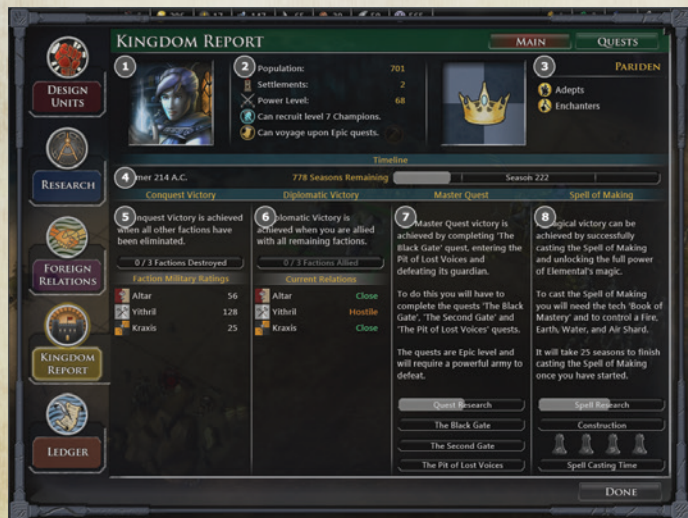 KINGDOM REPORT
MAIN
QUESTS
1
2
3
Population: 701
Settlements: 2
Power Level: 68
Can recruit level 7 Champions.
Can voyage upon Epic quests.
PARIDEN
Adepts
Enchanters
DESIGN
UNITS
RESEARCH
FOREIGN
RELATIONS
KINGDOM
REPORT
LEDGER
Timeline
4
mer 214 A.C.
778 Seasons Remaining
Season 222
Conquest Victory
Diplomatic Victory
Master Quest
Spell of Making
5
nquest Victory is achieved
when all other factions have
been eliminated.
0 / 3 Factions Destroyed
Faction Military Ratings
Altar 56
Yithril 128
Kraxis 25
6
plomatic Victory is
achieved when you are allied
with all remaining factions.
0 / 3 Factions Allied
Current Relations
Altar Close
Yithril Hostile
Kraxis Close
7
Master Quest victory is
achieved by completing 'The
Black Gate' quest, entering the
Pit of Lost Voices and
defeating its guardian.
To do this you will have to
complete the quests 'The Black
Gate', 'The Second Gate' and
'The Pit of Lost Voices' quests.
The quests are Epic level and
will require a powerful army to
defeat.
Quest Research
The Black Gate
The Second Gate
The Pit of Lost Voices
8
agical victory can be
achieved by successfully
casting the Spell of Making
and unlocking the full power
of Elemental's magic.
To cast the Spell of Making
you will need the tech 'Book of
Mastery' and to control a Fire,
Earth, Water, and Air Shard.
It will take 25 seasons to finish
casting the Spell of Making
once you have started.
Spell Research
Construction
Spell Casting Time
DONE